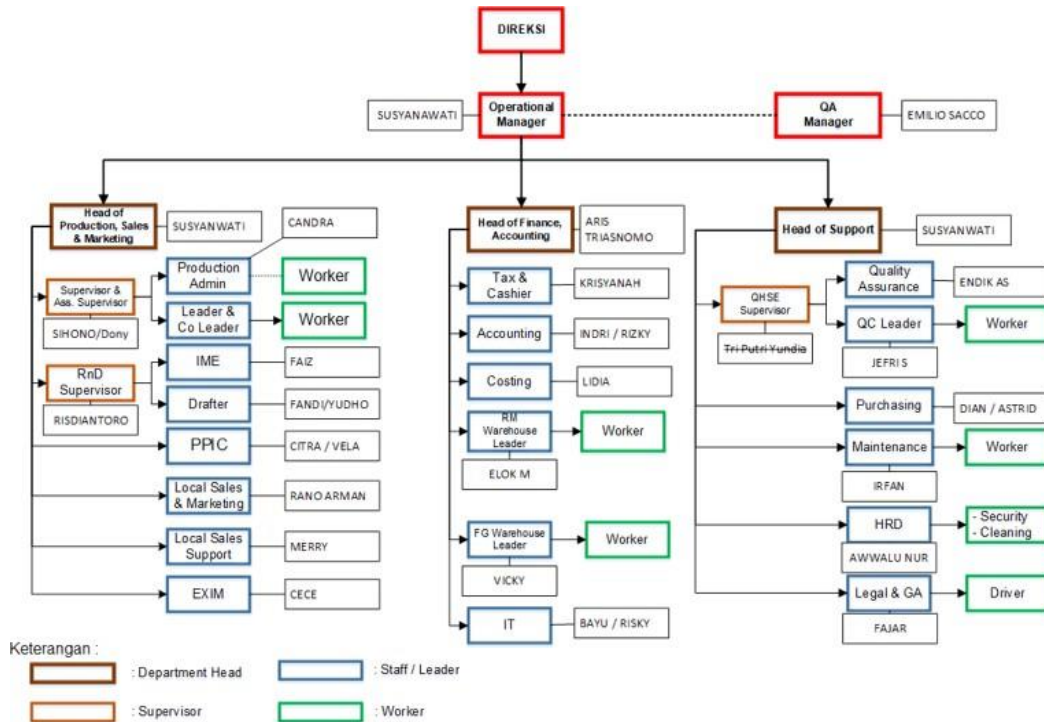 DIREKSI
SUSYANAWATI
Operational
Manager
QA
Manager
EMILIO SACCO
Head of
Production, Sales
& Marketing
SUSYANWATI
CANDRA
Production
Admin
Worker
Supervisor &
Ass. Supervisor
SIHONO/Dony
Leader &
Co Leader
Worker
RnD
Supervisor
RISDIANTORO
IME
FAIZ
Drafter
FANDI/YUDHO
PPIC
CITRA / VELA
Local Sales
& Marketing
RANO ARMAN
Local Sales
Support
MERRY
EXIM
CECE
Head of Finance,
Accounting
ARIS
TRIASNOMO
Tax &
Cashier
KRISYANAH
Accounting
INDRI / RIZKY
Costing
LIDIA
RM
Warehouse
Leader
Worker
ELOK M
FG Warehouse
Leader
Worker
VICKY
IT
BAYU / RISKY
Head of Support
SUSYANWATI
QHSE
Supervisor
Tri Putri Yundia
Quality
Assurance
ENDIK AS
QC Leader
Worker
JEFRI S
Purchasing
DIAN / ASTRID
Maintenance
Worker
IRFAN
HRD
- Security
- Cleaning
AWWALU NUR
Legal & GA
Driver
FAJAR
Keterangan :
: Department Head
: Staff / Leader
: Supervisor
: Worker